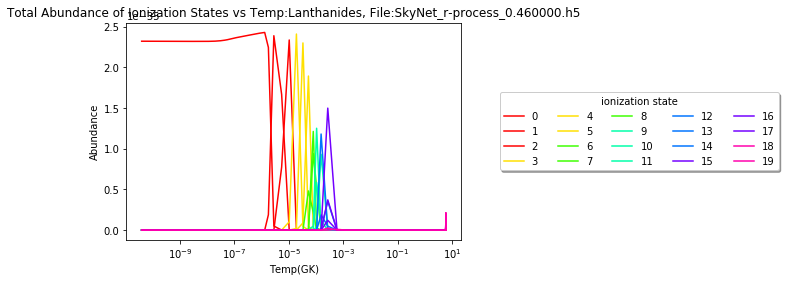 Total Abundance of Ionization States vs Temp:Lanthanides, File:SkyNet_r-process_0.460000.h5
2.5
2.0
1.5
1.0
0.5
0.0
Abundance
10⁻⁹ 10⁻⁷ 10⁻⁵ 10⁻³ 10⁻¹ 10¹
Temp(GK)
ionization state
0 4 8 12 16
1 5 9 13 17
2 6 10 14 18
3 7 11 15 19